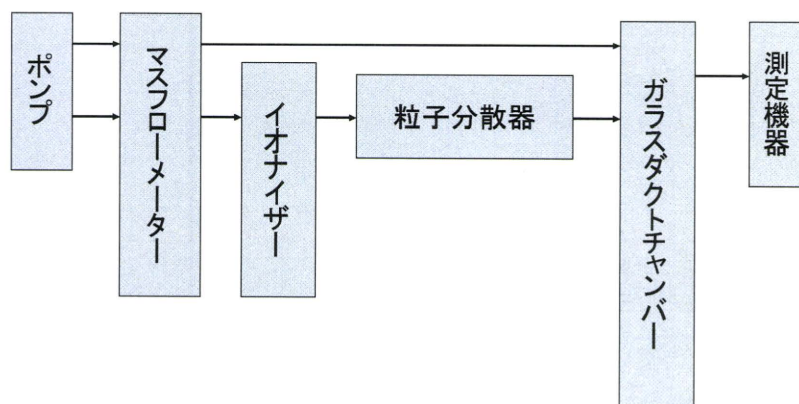 ポンプ
マスフローメーター
イオナイザー
粒子分散器
ガラスダクトチャンバー
測定機器